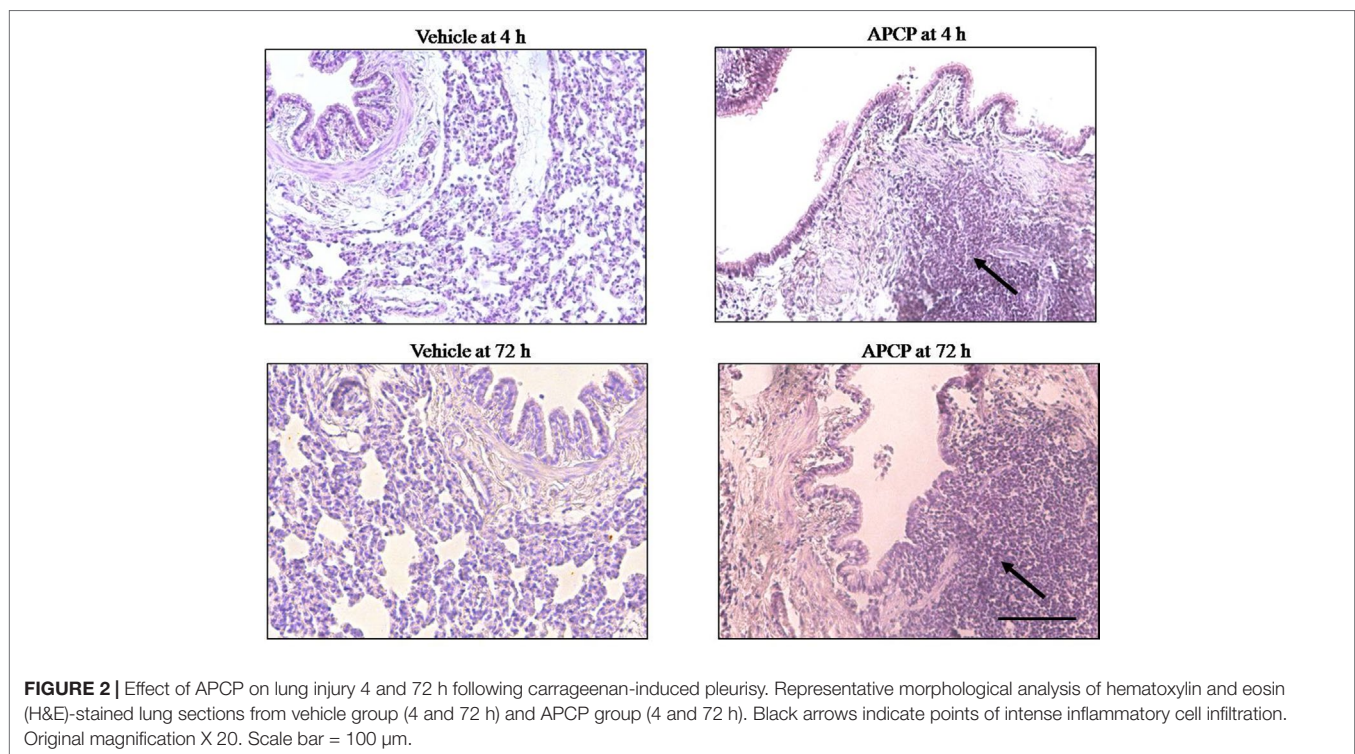 Vehicle at 4 h
APCP at 4 h
Vehicle at 72 h
APCP at 72 h
FIGURE 2 | Effect of APCP on lung injury 4 and 72 h following carrageenan-induced pleurisy. Representative morphological analysis of hematoxylin and eosin
(H&E)-stained lung sections from vehicle group (4 and 72 h) and APCP group (4 and 72 h). Black arrows indicate points of intense inflammatory cell infiltration.
Original magnification X 20. Scale bar = 100 µm.